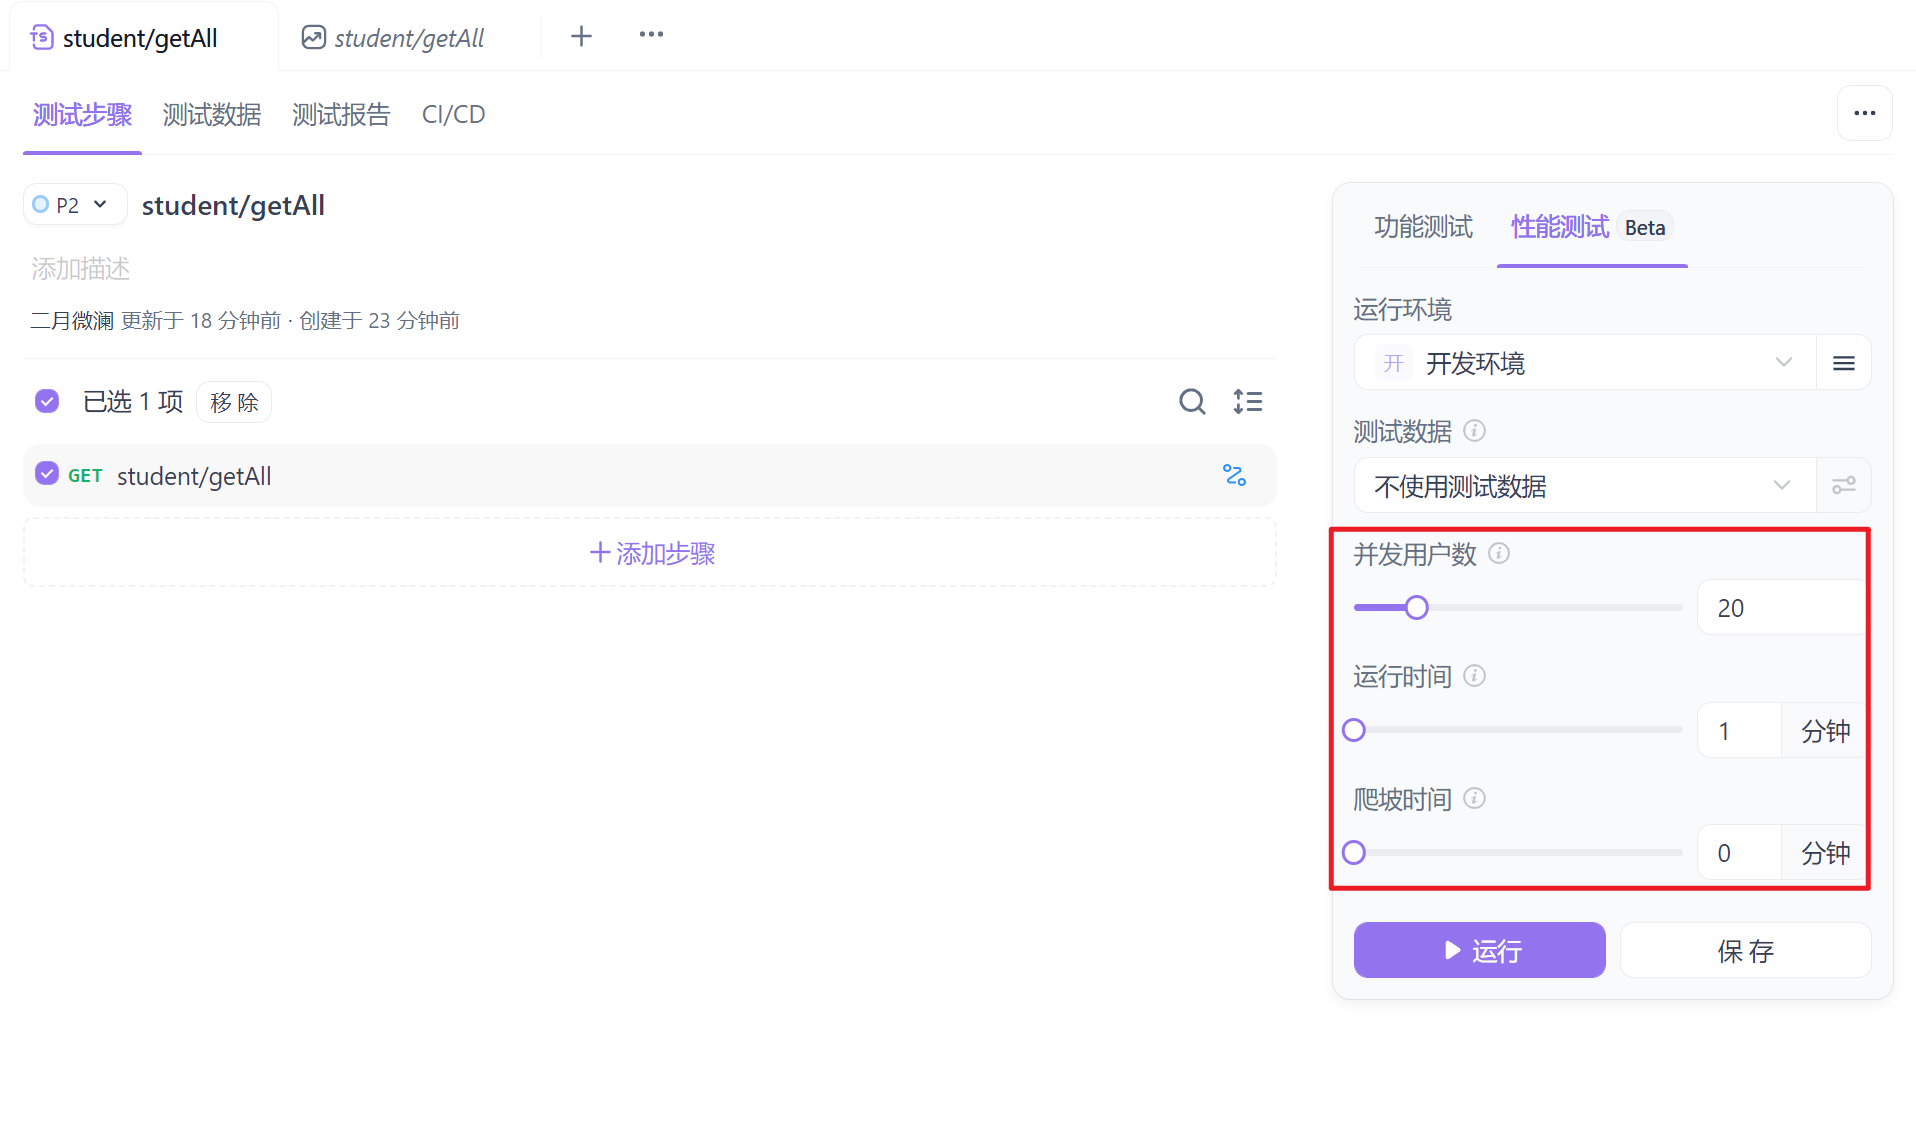 student/getAll
student/getAll
测试步骤
测试数据
测试报告
CI/CD
P2
student/getAll
添加描述
二月微澜 更新于 18 分钟前 · 创建于 23 分钟前
已选 1 项
移 除
GET student/getAll
添加步骤
功能测试
性能测试 Beta
运行环境
开 开发环境
测试数据
不使用测试数据
并发用户数
20
运行时间
1 分钟
爬坡时间
0 分钟
运行
保 存